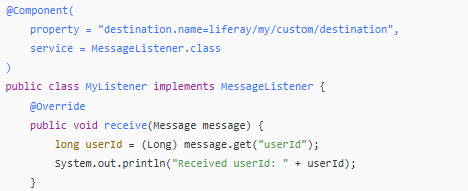 @Component(
    property = "destination.name=liferay/my/custom/destination",
    service = MessageListener.class
)
public class MyListener implements MessageListener {
    @Override
    public void receive(Message message) {
        long userId = (Long) message.get("userId");
        System.out.println("Received userId: " + userId);
    }